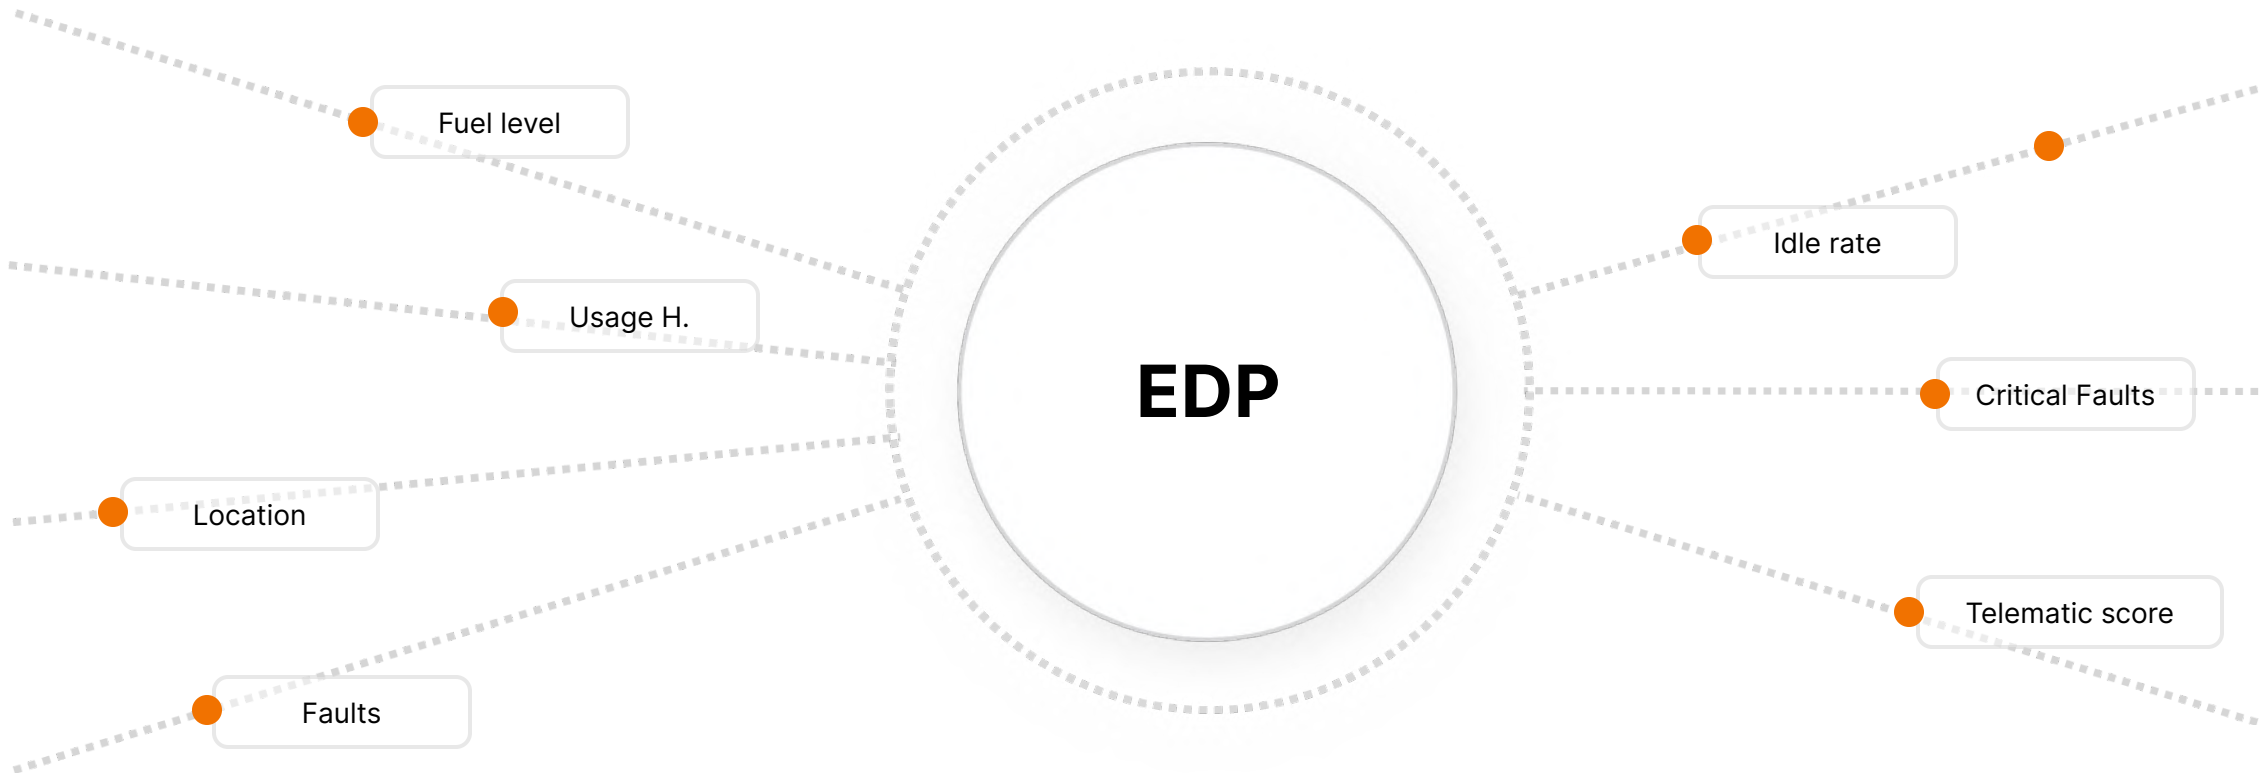 Fuel level
Usage H.
Location
Faults
EDP
Idle rate
Critical Faults
Telematic score